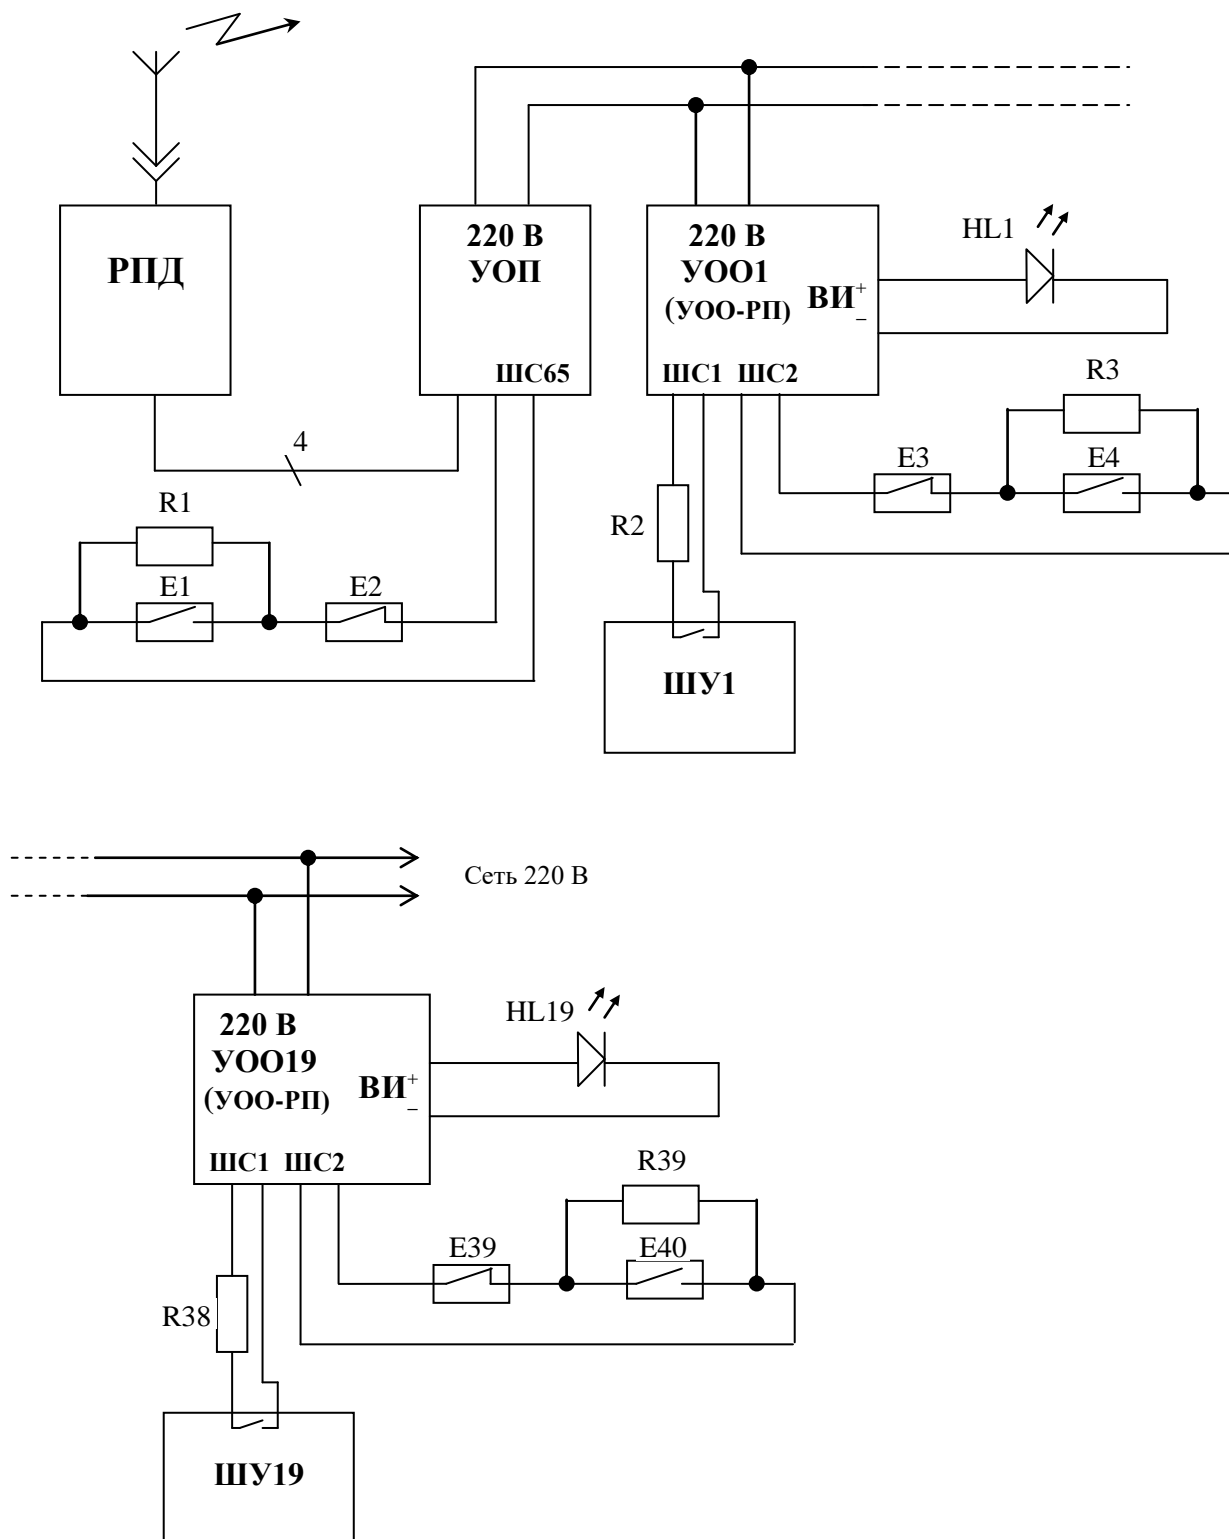 РПД
220 В
УОП
ШС65
220 В
УОО1
(УОО-РП)
ВИ
+
–
ШС1 ШС2
HL1
R3
E3
E4
4
R1
E1
E2
R2
ШУ1
Сеть 220 В
220 В
УОО19
(УОО-РП)
ВИ
+
–
ШС1 ШС2
HL19
R39
E39
E40
R38
ШУ19